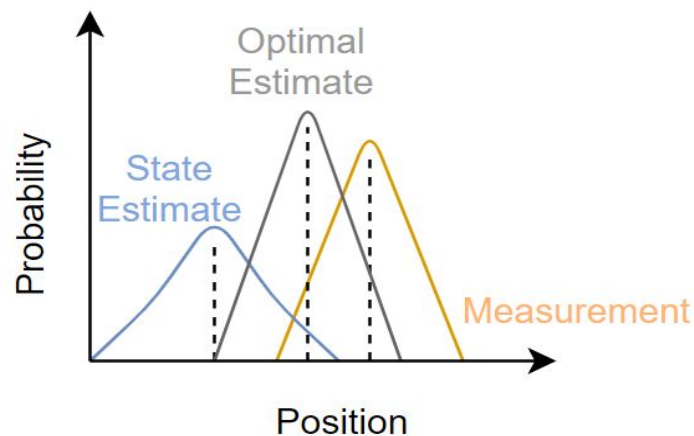 Optimal
Estimate
State
Estimate
Probability
Measurement
Position